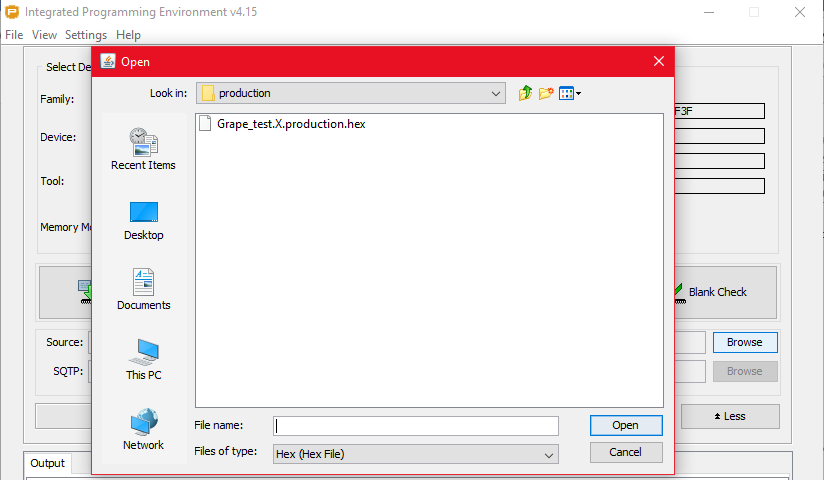 Integrated Programming Environment v4.15
File View Settings Help
Select De
Open
Family:
Look in: production
F3F
Grape_test.X.production.hex
Device:
Recent Items
Tool:
Desktop
Memory Mo
Documents
Blank Check
Source: Browse
This PC
SQTP: Browse
File name: Open
Less
Network
Files of type: Hex (Hex File) Cancel
Output